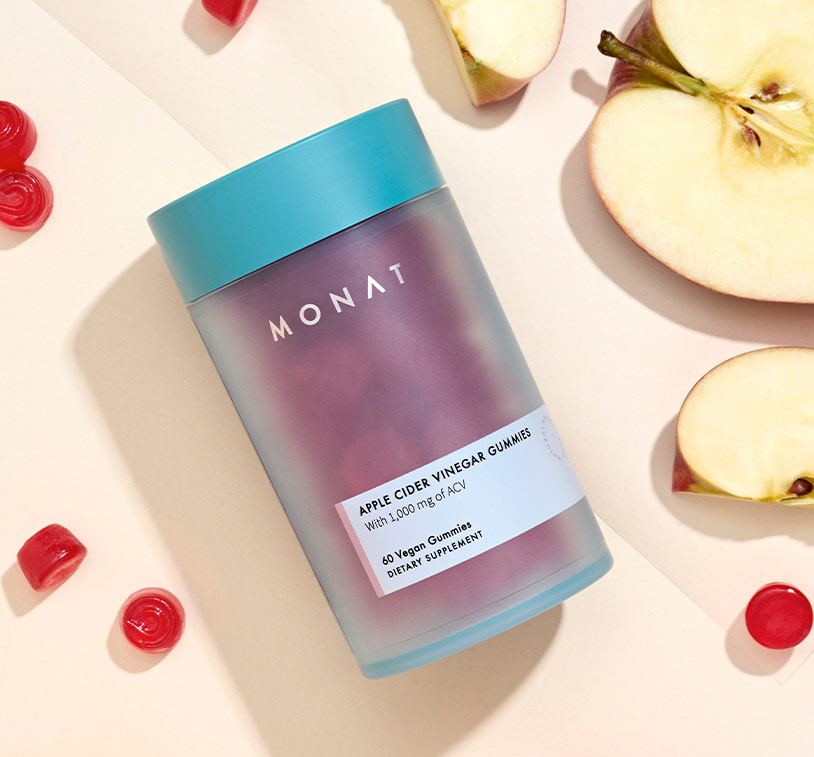 MONAT
APPLE CIDER VINEGAR GUMMIES
With 1,000 mg of ACV
60 Vegan Gummies
DIETARY SUPPLEMENT